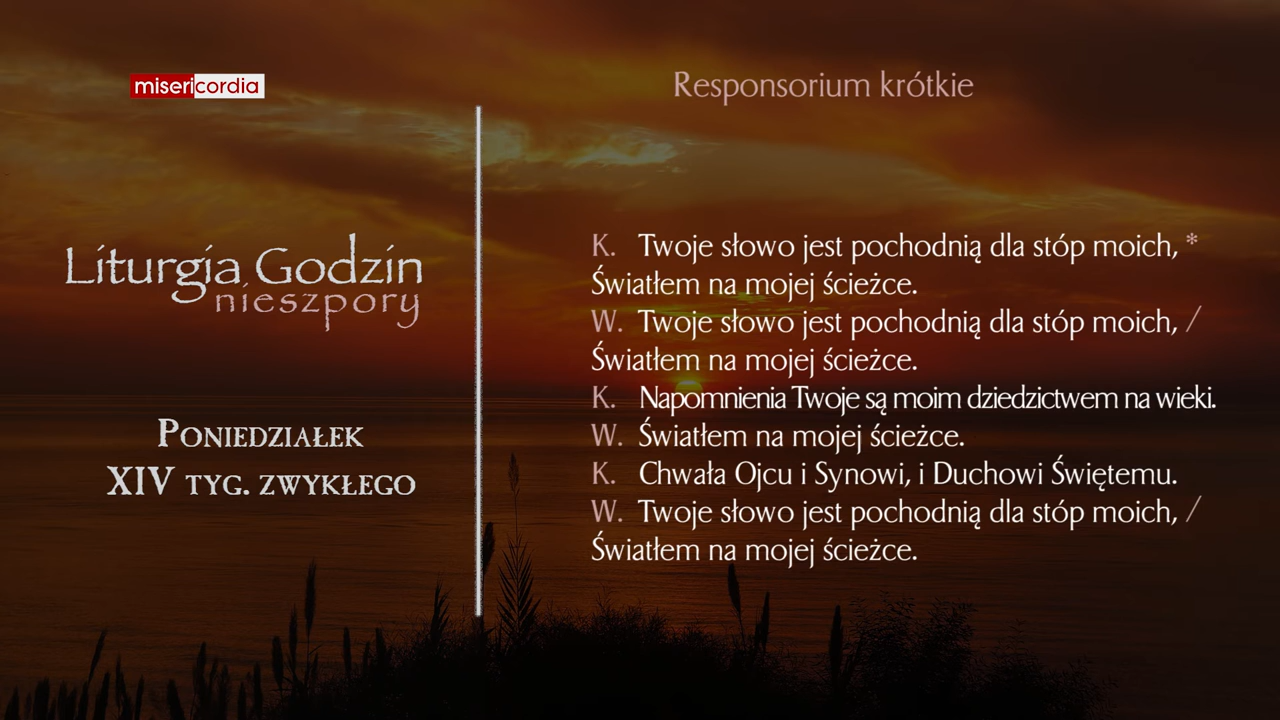 misericordia
Liturgia Godzin
nieszpory
Poniedziałek
XIV tyg. zwykłego
Responsorium krótkie
K. Twoje słowo jest pochodnią dla stóp moich, *
Światłem na mojej ścieżce.
W. Twoje słowo jest pochodnią dla stóp moich, /
Światłem na mojej ścieżce.
K. Napomnienia Twoje są moim dziedzictwem na wieki.
W. Światłem na mojej ścieżce.
K. Chwała Ojcu i Synowi, i Duchowi Świętemu.
W. Twoje słowo jest pochodnią dla stóp moich, /
Światłem na mojej ścieżce.